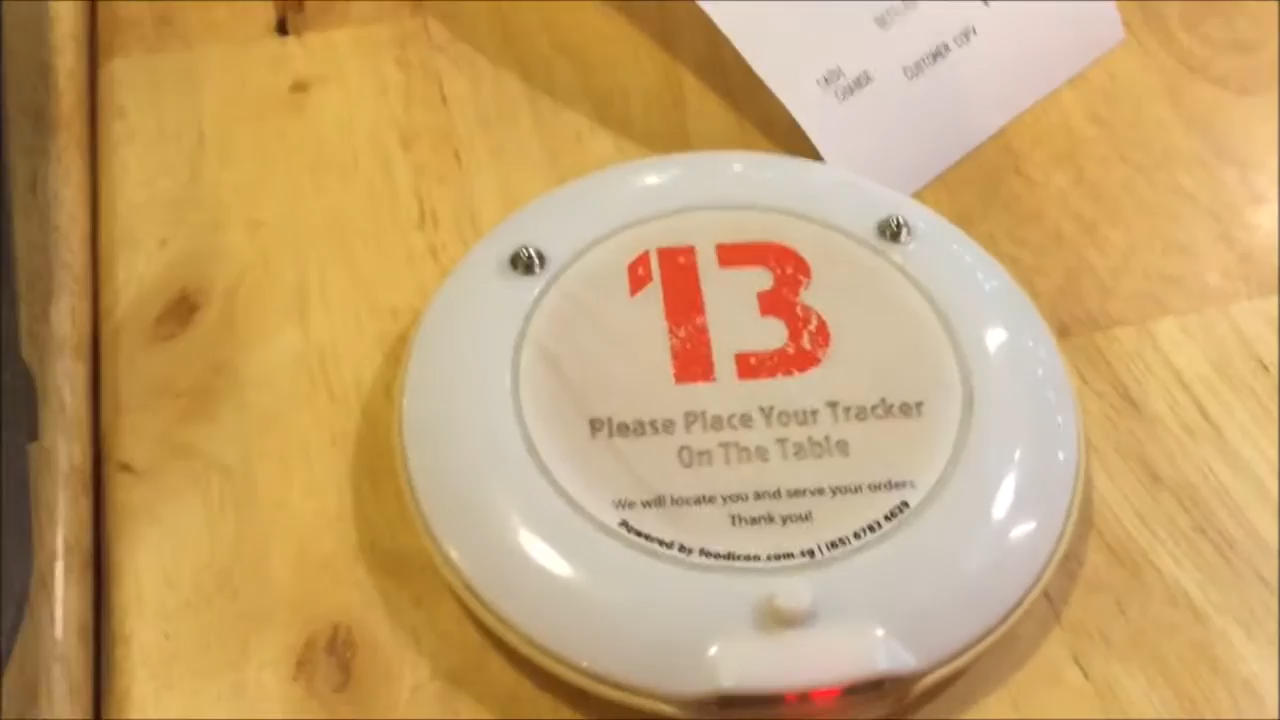 CASH
CHANGE
CUSTOMER COPY
13
Please Place Your Tracker
On The Table
We will locate you and serve your orders
Thank you!
Powered by foodicon.com.sg | (65) 6783 4639